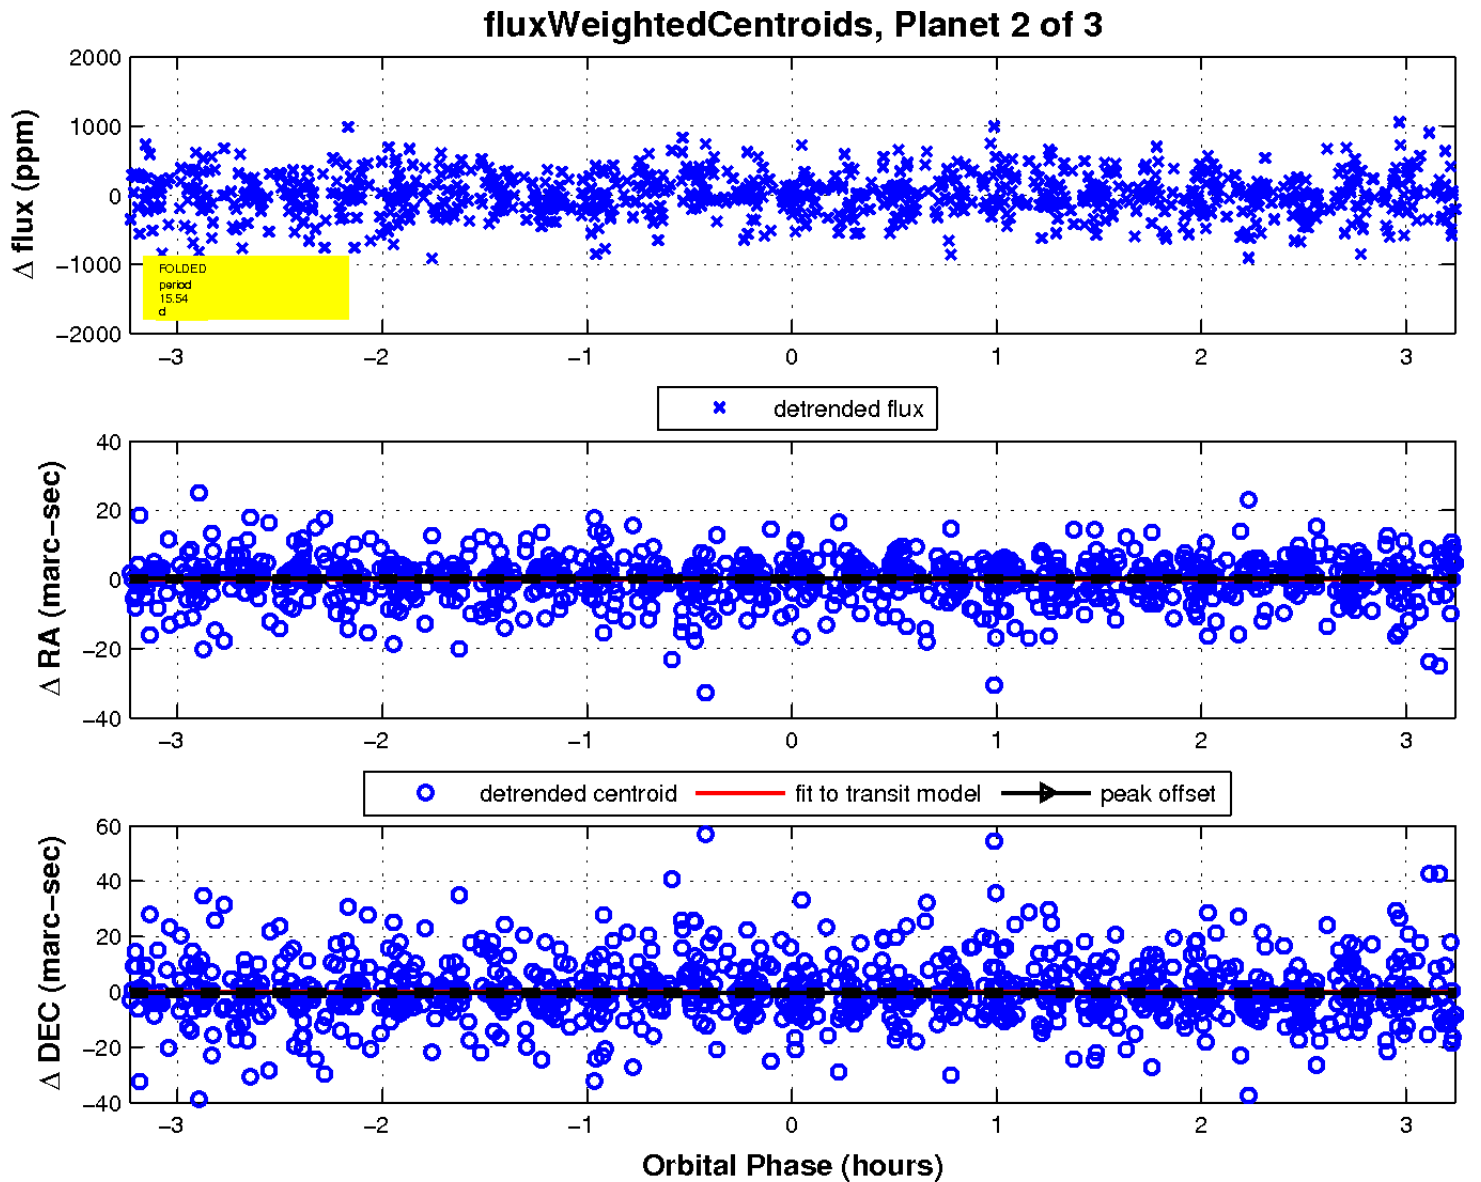 fluxWeightedCentroids, Planet 2 of 3
2000
1000
0
−1000
−2000
Δ flux (ppm)
FOLDED
period
15.54
d
−3 −2 −1 0 1 2 3
detrended flux
40
20
0
−20
−40
Δ RA (marc−sec)
−3 −2 −1 0 1 2 3
detrended centroid fit to transit model peak offset
60
40
20
0
−20
−40
Δ DEC (marc−sec)
−3 −2 −1 0 1 2 3
Orbital Phase (hours)